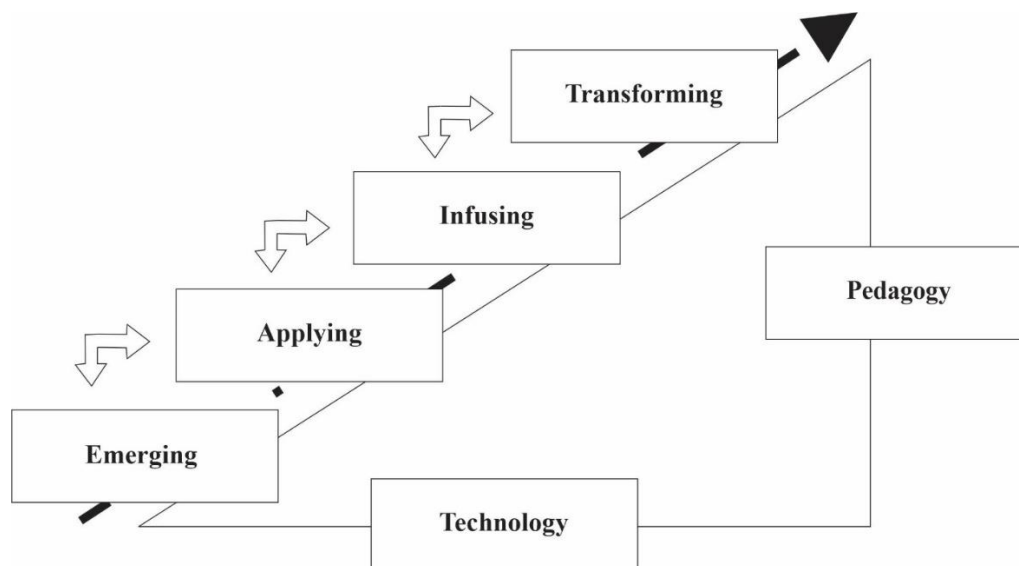 Transforming
Infusing
Pedagogy
Applying
Emerging
Technology